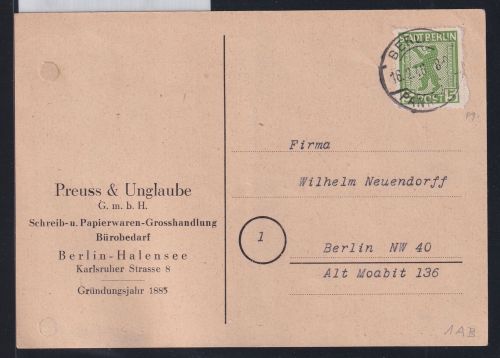 Preuss & Unglaube
G. m. b. H.
Schreib- u. Papierwaren-Grosshandlung
Bürobedarf
Berlin-Halensee
Karlsruher Strasse 8
Gründungsjahr 1885
STADT BERLIN
POST 5
Firma
Wilhelm Neuendorff
1
Berlin NW 40
Alt Moabit 136
1AB